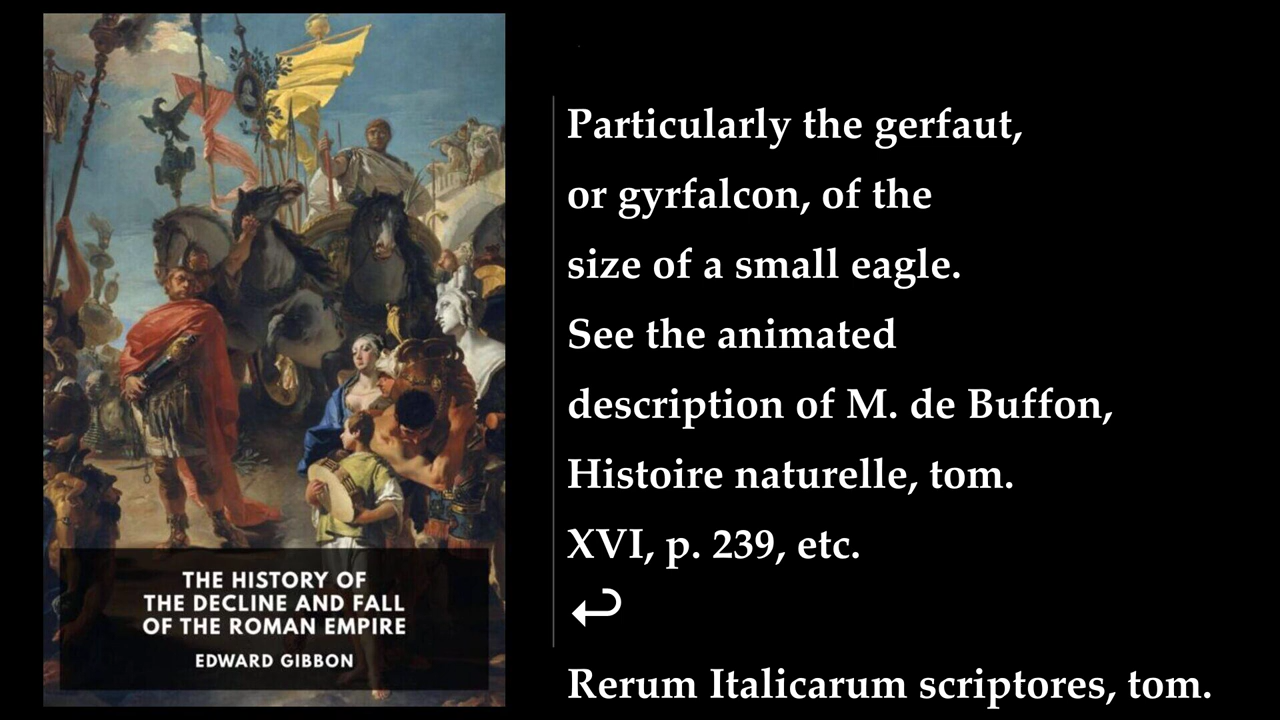 THE HISTORY OF
THE DECLINE AND FALL
OF THE ROMAN EMPIRE
EDWARD GIBBON
Particularly the gerfaut,
or gyrfalcon, of the
size of a small eagle.
See the animated
description of M. de Buffon,
Histoire naturelle, tom.
XVI, p. 239, etc.
↩
Rerum Italicarum scriptores, tom.